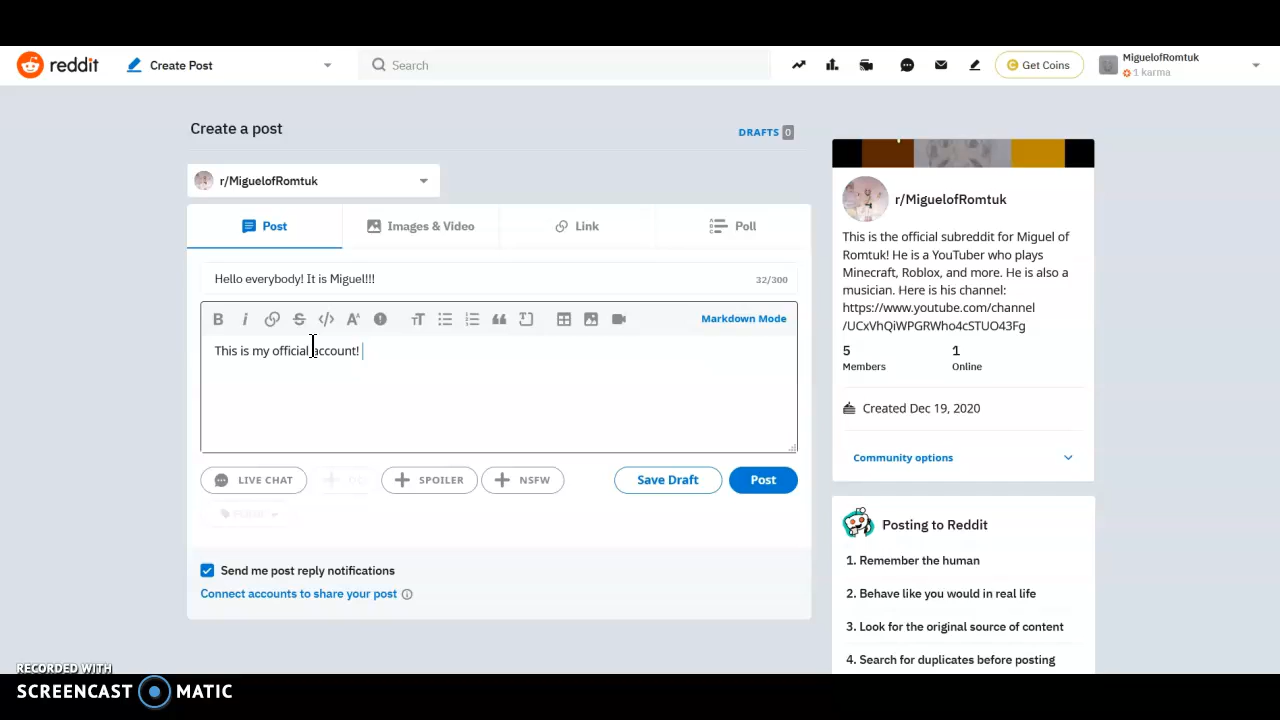 reddit
Create Post
Search
Get Coins
MiguelofRomtuk
1 karma
Create a post
DRAFTS 0
r/MiguelofRomtuk
Post
Images & Video
Link
Poll
Hello everybody! It is Miguel!!!
32/300
B i
Markdown Mode
This is my official account!
LIVE CHAT
SPOILER
NSFW
Save Draft
Post
Send me post reply notifications
Connect accounts to share your post
r/MiguelofRomtuk
This is the official subreddit for Miguel of
Romtuk! He is a YouTuber who plays
Minecraft, Roblox, and more. He is also a
musician. Here is his channel:
https://www.youtube.com/channel
/UCxVhQiWPGRWho4cSTUO43Fg
5
Members
1
Online
Created Dec 19, 2020
Community options
Posting to Reddit
1. Remember the human
2. Behave like you would in real life
3. Look for the original source of content
4. Search for duplicates before posting
RECORDED WITH
SCREENCAST MATIC